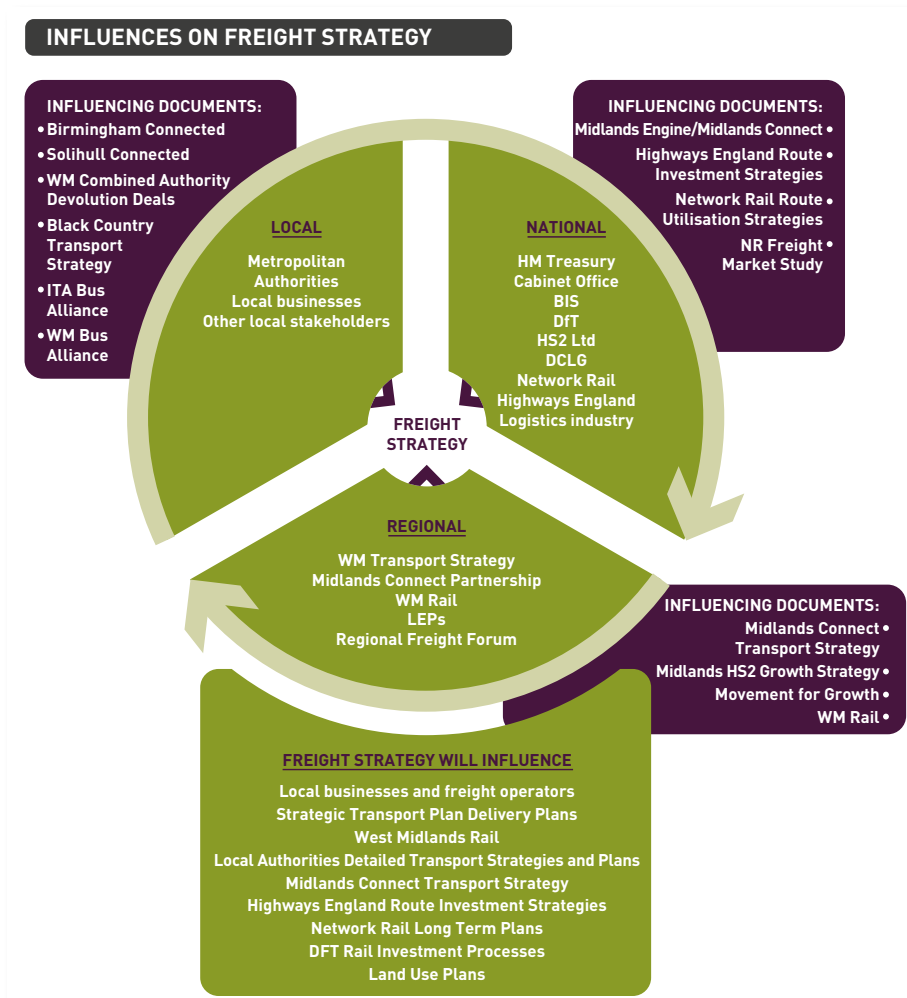 INFLUENCES ON FREIGHT STRATEGY
INFLUENCING DOCUMENTS:
• Birmingham Connected
• Solihull Connected
• WM Combined Authority
Devolution Deals
• Black Country
Transport
Strategy
• ITA Bus
Alliance
• WM Bus
Alliance
LOCAL
Metropolitan
Authorities
Local businesses
Other local stakeholders
NATIONAL
HM Treasury
Cabinet Office
BIS
DfT
HS2 Ltd
DCLG
Network Rail
Highways England
Logistics industry
INFLUENCING DOCUMENTS:
Midlands Engine/Midlands Connect •
Highways England Route •
Investment Strategies
Network Rail Route •
Utilisation Strategies
NR Freight •
Market Study
FREIGHT
STRATEGY
REGIONAL
WM Transport Strategy
Midlands Connect Partnership
WM Rail
LEPs
Regional Freight Forum
INFLUENCING DOCUMENTS:
Midlands Connect •
Transport Strategy
Midlands HS2 Growth Strategy •
Movement for Growth •
WM Rail •
FREIGHT STRATEGY WILL INFLUENCE
Local businesses and freight operators
Strategic Transport Plan Delivery Plans
West Midlands Rail
Local Authorities Detailed Transport Strategies and Plans
Midlands Connect Transport Strategy
Highways England Route Investment Strategies
Network Rail Long Term Plans
DFT Rail Investment Processes
Land Use Plans